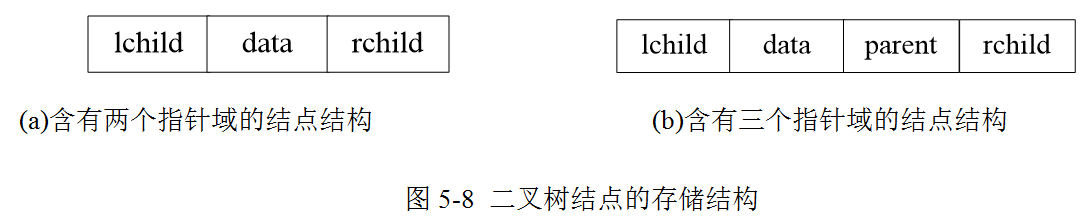 lchild data rchild lchild data parent rchild
(a)含有两个指针域的结点结构 (b)含有三个指针域的结点结构
图 5-8 二叉树结点的存储结构